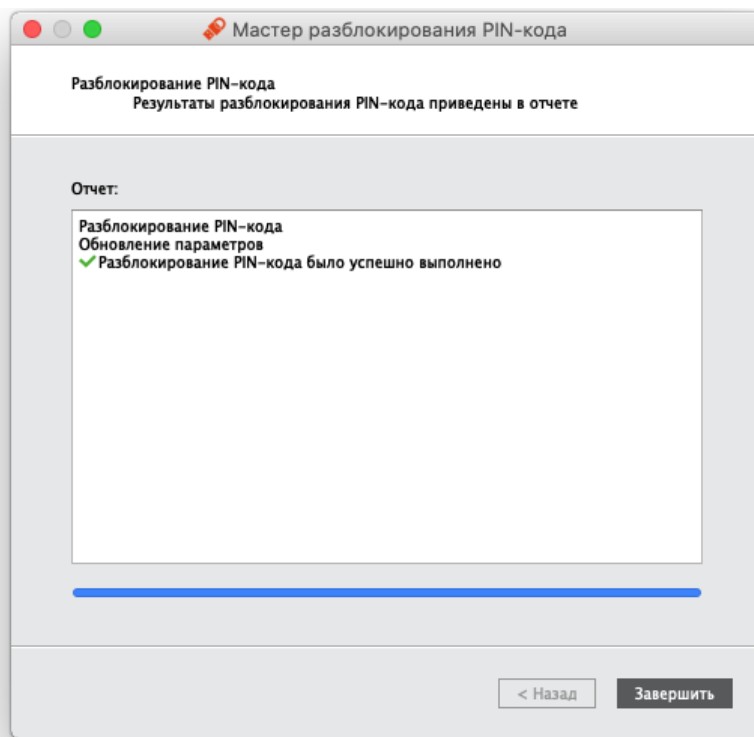 Мастер разблокирования PIN-кода
Разблокирование PIN-кода
Результаты разблокирования PIN-кода приведены в отчете
Отчет:
Разблокирование PIN-кода
Обновление параметров
Разблокирование PIN-кода было успешно выполнено
< Назад
Завершить